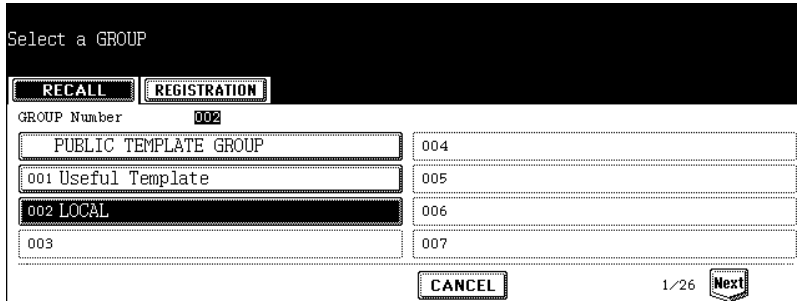 Select a GROUP
RECALL REGISTRATION
GROUP Number 002
PUBLIC TEMPLATE GROUP
001 Useful Template
002 LOCAL
003
004
005
006
007
CANCEL 1/26 Next